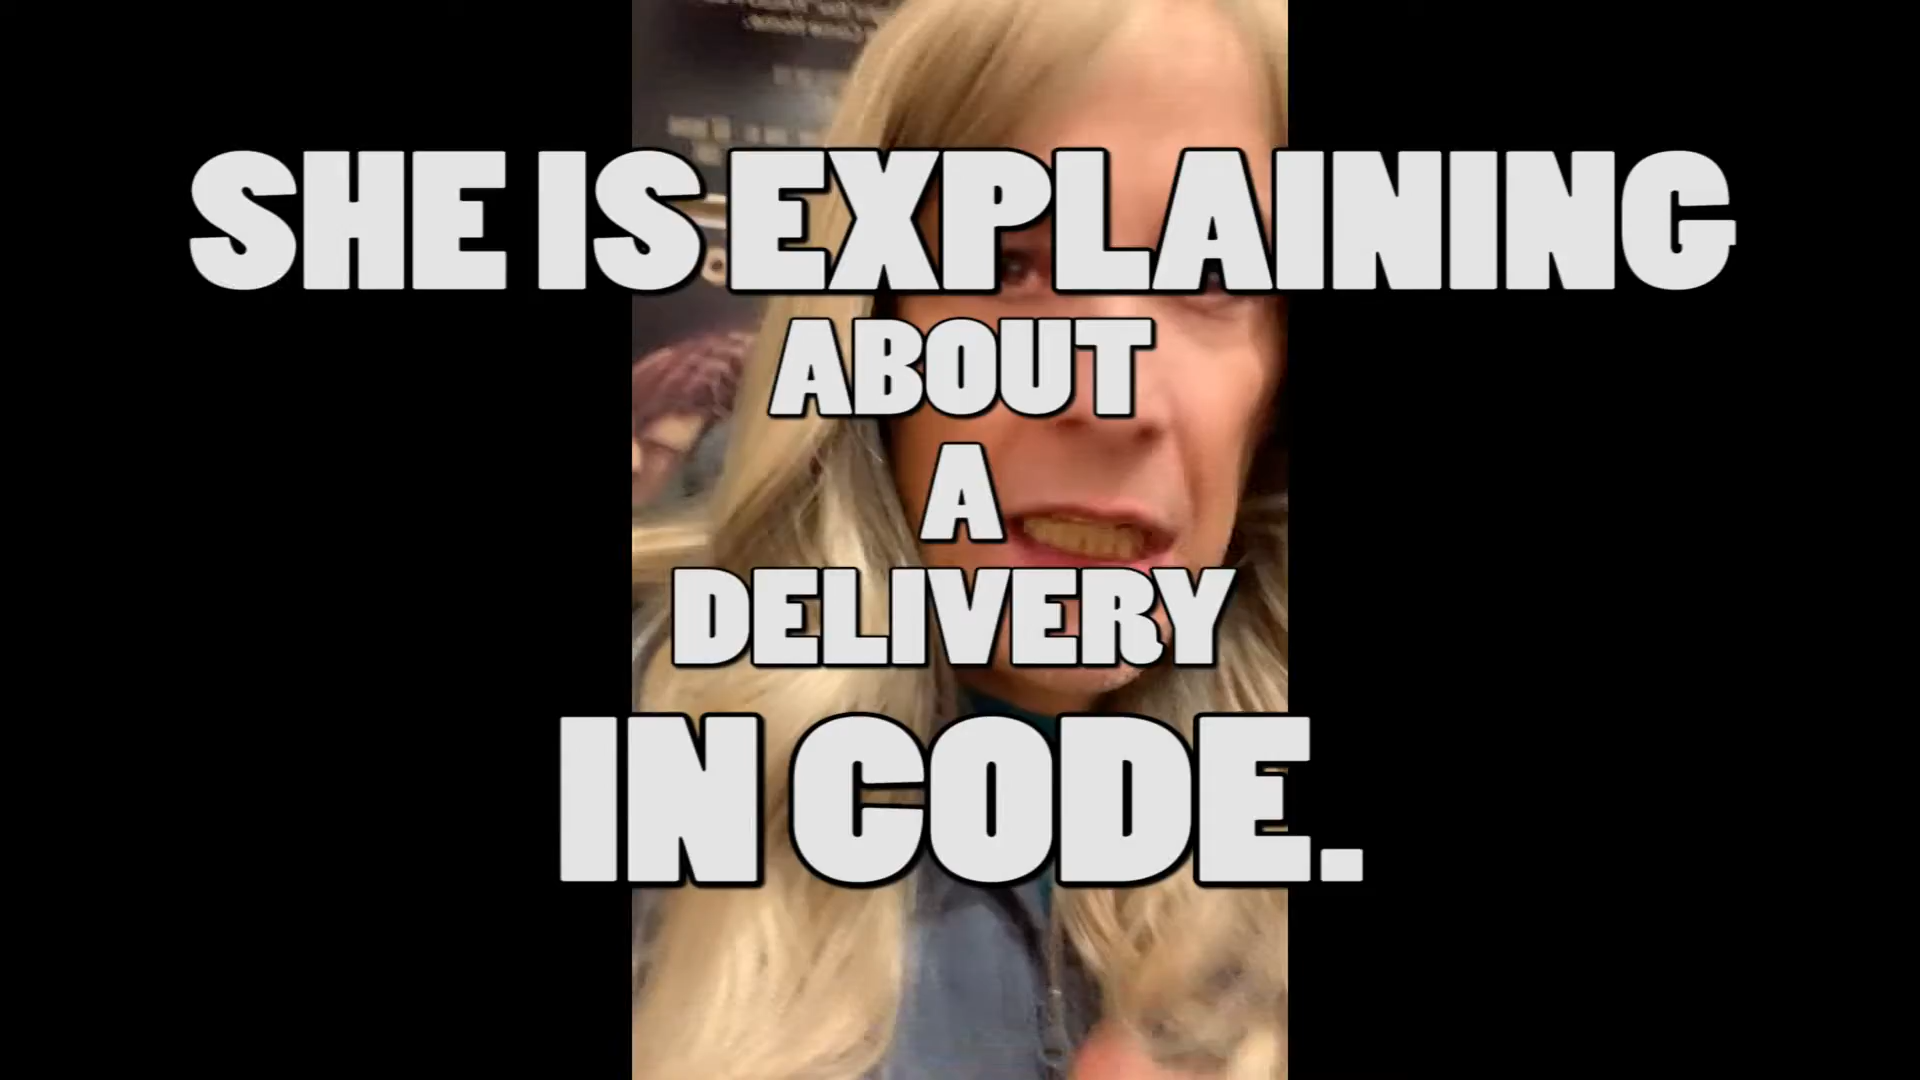 SHE IS EXPLAINING
ABOUT
A
DELIVERY
IN CODE.